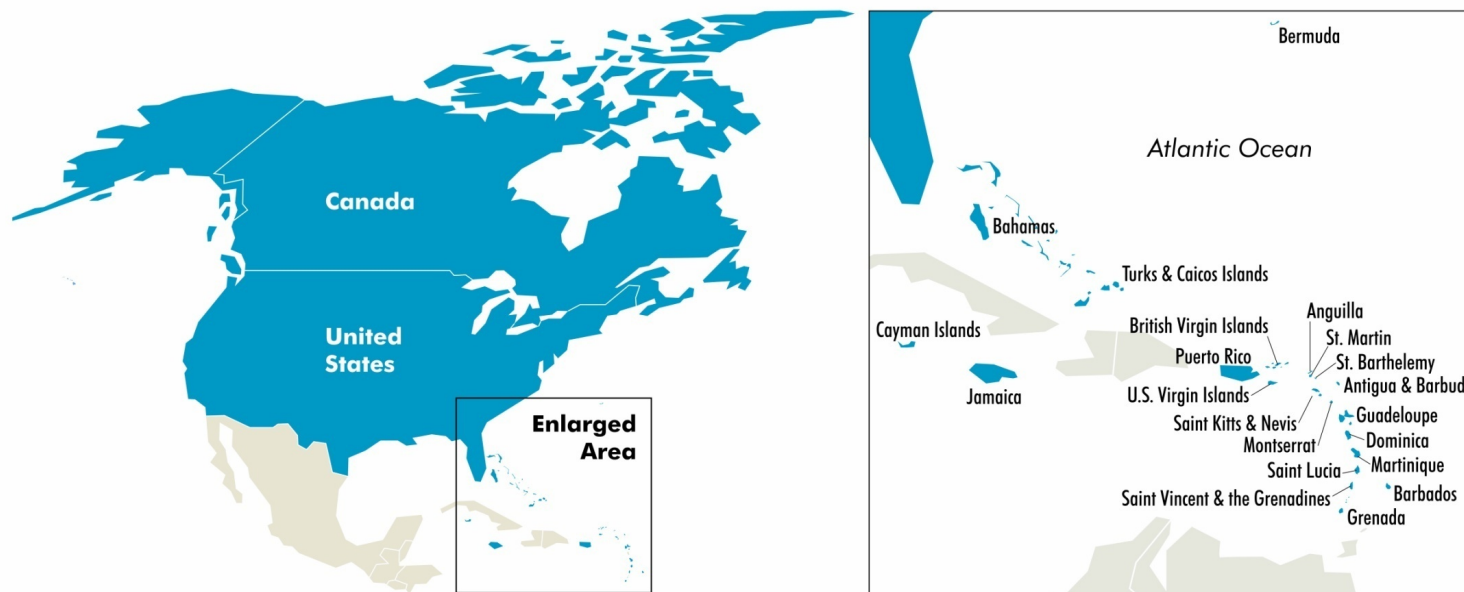 Canada
United
States
Enlarged
Area
Bermuda
Atlantic Ocean
Bahamas
Turks & Caicos Islands
Cayman Islands
Jamaica
British Virgin Islands
Puerto Rico
U.S. Virgin Islands
Anguilla
St. Martin
St. Barthelemy
Antigua & Barbud
Saint Kitts & Nevis
Montserrat
Guadeloupe
Dominica
Martinique
Saint Lucia
Saint Vincent & the Grenadines
Barbados
Grenada